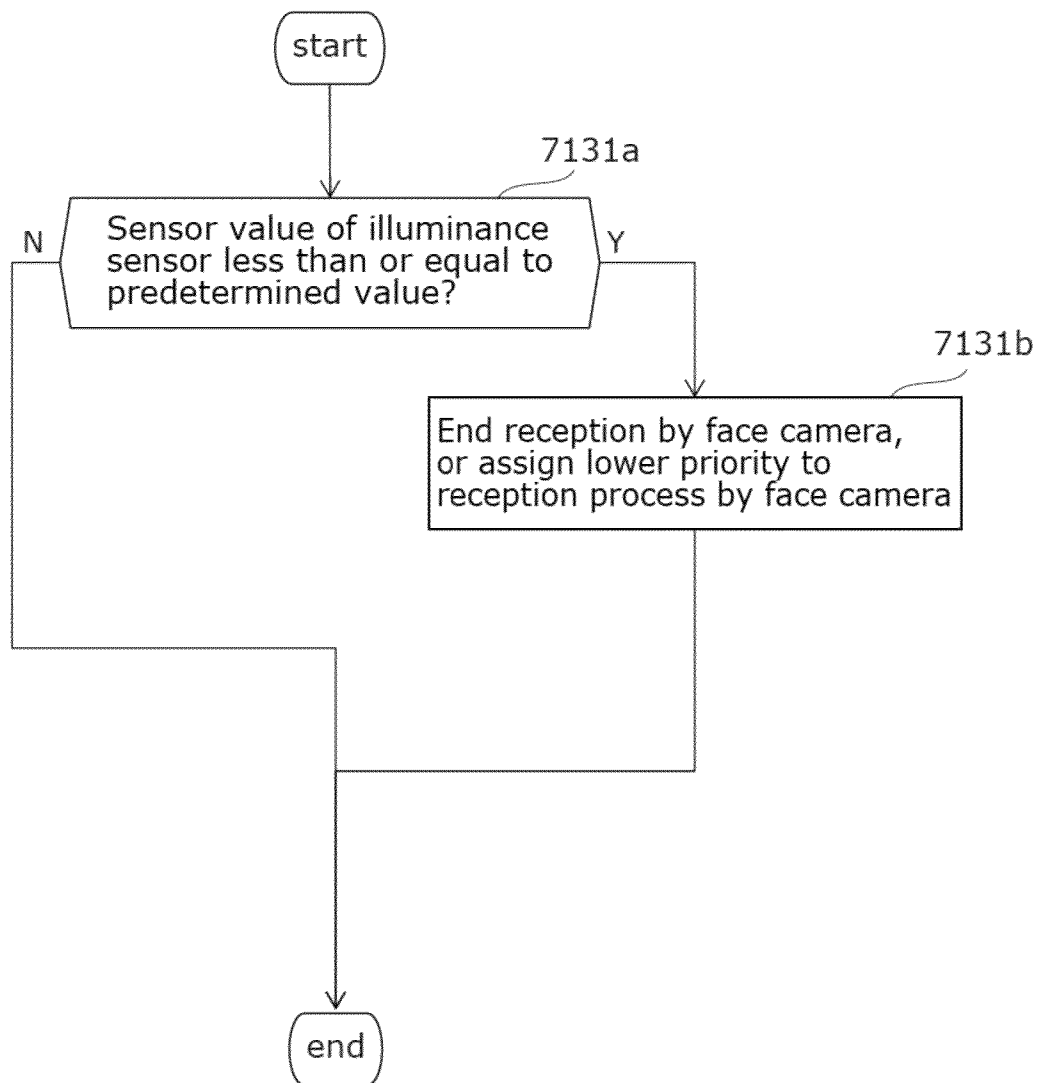 start
7131a
N
Sensor value of illuminance
sensor less than or equal to
predetermined value?
Y
7131b
End reception by face camera,
or assign lower priority to
reception process by face camera
end